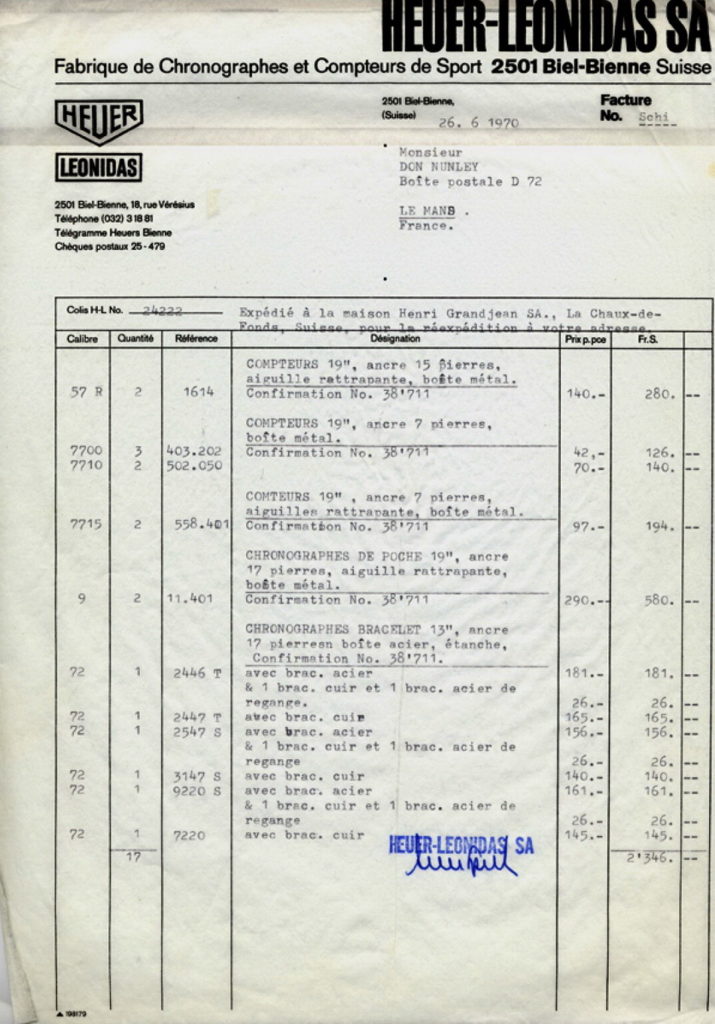 HEUER-LEONIDAS SA
Fabrique de Chronographes et Compteurs de Sport 2501 Biel-Bienne Suisse
HEUER
LEONIDAS
2501 Biel-Bienne, 18, rue Vérésius
Téléphone (032) 3 18 81
Télégramme Heuers Bienne
Chèques postaux 25-479
2501 Biel-Bienne,
(Suisse) 26. 6 1970
Facture
No. Schi
Monsieur
DON NUNLEY
Boîte postale D 72
LE MANS .
France.
Colis H-L No. 24222 Expédié à la maison Henri Grandjean SA., La Chaux-de-
Fonds, Suisse, pour la réexpédition à votre adresse.
Calibre Quantité Référence Désignation Prix p. pce Fr.S.
COMPTEURS 19", ancre 15 pierres,
aiguille rattrapante, boîte métal.
57 R 2 1614 Confirmation No. 38'711 140.- 280. --
COMPTEURS 19", ancre 7 pierres,
boîte métal.
7700 3 403.202 Confirmation No. 38'711 42,- 126. --
7710 2 502.050 70.- 140. --
COMTEURS 19" , ancre 7 pierres,
aiguilles rattrapante, boîte métal.
7715 2 558.401 Confirmation No. 38'711 97.- 194. --
CHRONOGRAPHES DE POCHE 19", ancre
17 pierres, aiguille rattrapante,
boîte métal.
9 2 11.401 Confirmation No. 38'711 290.-- 580. --
CHRONOGRAPHES BRACELET 13", ancre
17 pierresn boîte acier, étanche,
Confirmation No. 38'711.
72 1 2446 T avec brac. acier 181.- 181. --
& 1 brac. cuir et 1 brac. acier de
regange. 26.- 26. --
72 1 2447 T avec brac. cuir 165.- 165. --
72 1 2547 S avec brac. acier 156.- 156. --
& 1 brac. cuir et 1 brac. acier de
regange 26.- 26. --
72 1 3147 S avec brac. cuir 140.- 140. --
72 1 9220 S avec brac. acier 161.- 161. --
& 1 brac. cuir et 1 brac. acier de
regange 26.- 26. --
72 1 7220 avec brac. cuir 145.- 145. --
HEUER-LEONIDAS SA
17 2'346. --
▲ 198179